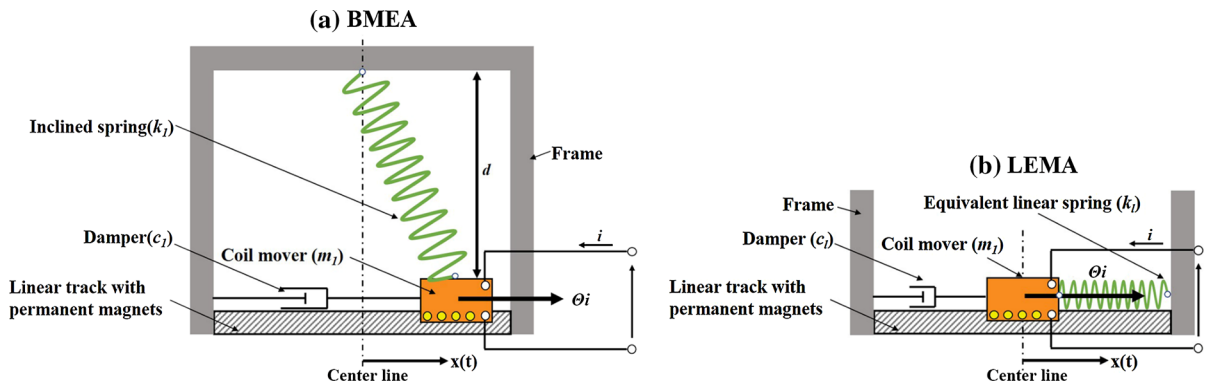 (a) BMEA
Inclined spring(k₁)
d
Frame
Damper(c₁)
Coil mover (m₁)
i
Linear track with
permanent magnets
Θi
x(t)
Center line
(b) LEMA
Frame
Equivalent linear spring (kₗ)
Damper (cₗ)
Coil mover (m₁)
i
Θi
Linear track with
permanent magnets
x(t)
Center line